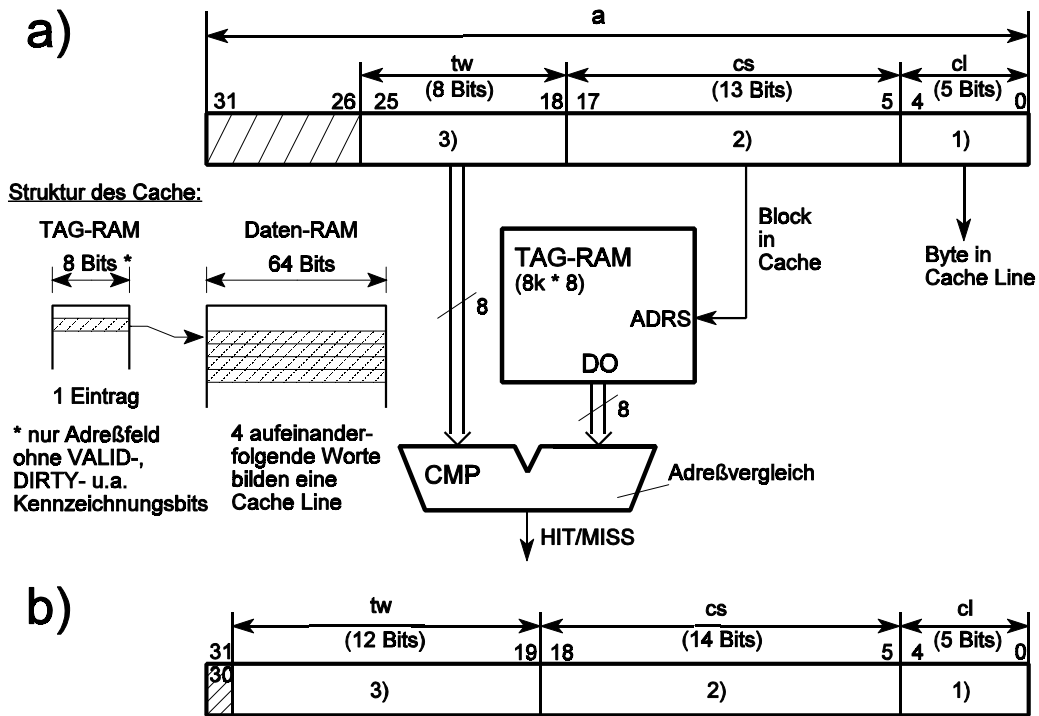 a)
a
tw
cs
cl
(8 Bits)
(13 Bits)
(5 Bits)
31 26 25 18 17 5 4 0
3) 2) 1)
Struktur des Cache:
TAG-RAM
8 Bits *
Daten-RAM
64 Bits
1 Eintrag
* nur Adreßfeld
ohne VALID-,
DIRTY- u.a.
Kennzeichnungsbits
4 aufeinander-
folgende Worte
bilden eine
Cache Line
8
TAG-RAM
(8k * 8)
ADRS
DO
8
Block
in
Cache
Byte in
Cache Line
CMP
Adreßvergleich
HIT/MISS
b)
tw
cs
cl
(12 Bits)
(14 Bits)
(5 Bits)
31 19 18 5 4 0
30
3) 2) 1)